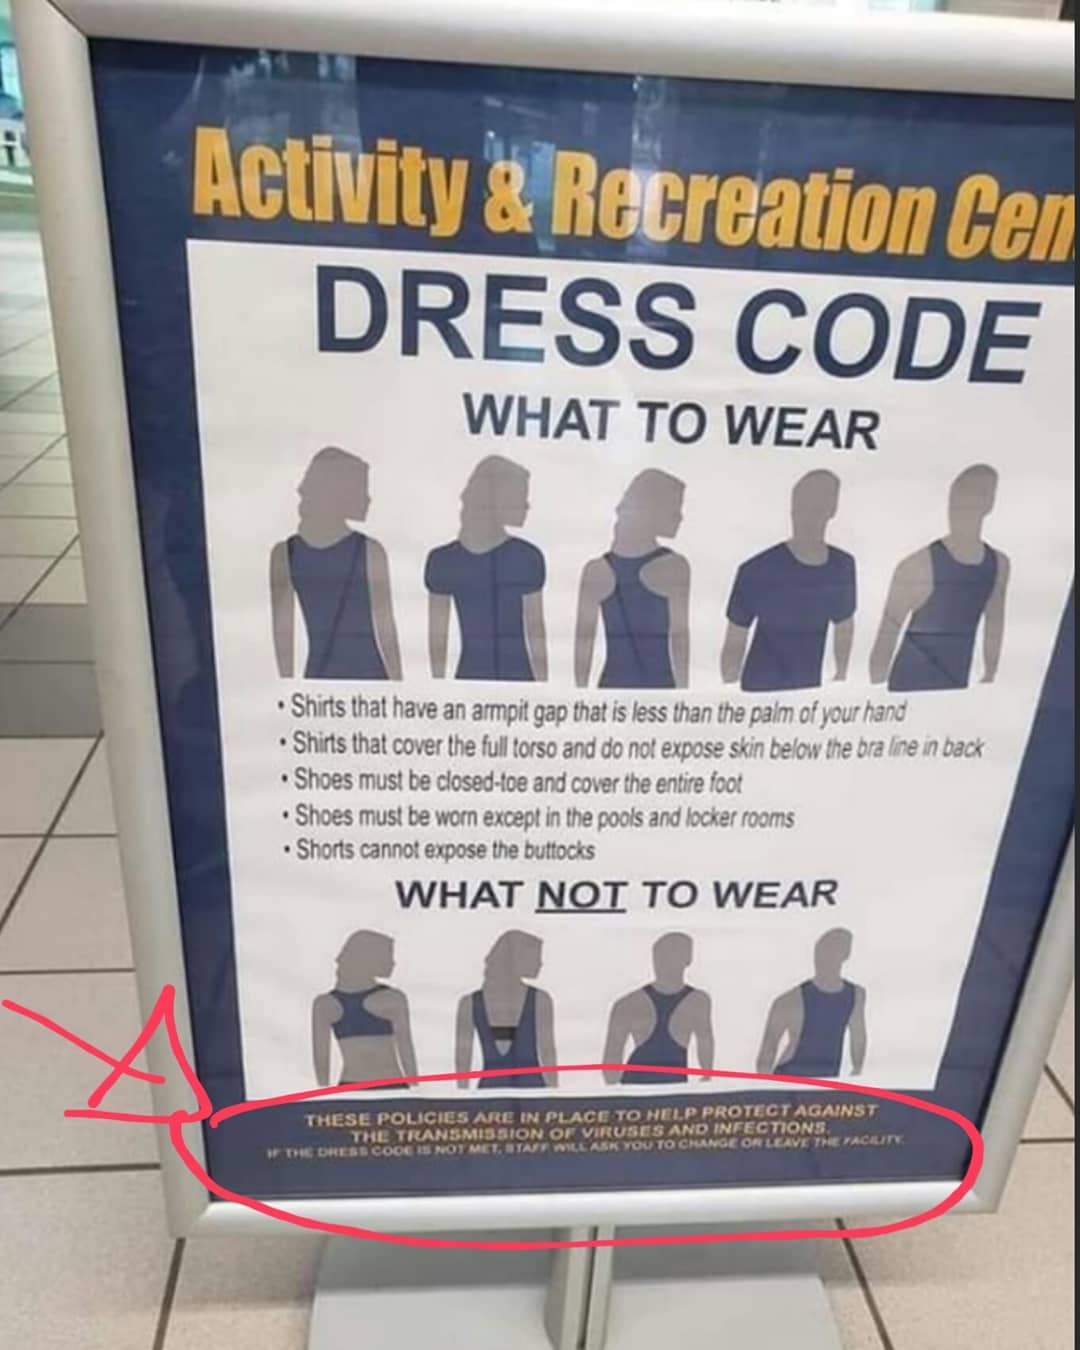 Activity & Recreation Cen
DRESS CODE
WHAT TO WEAR
• Shirts that have an armpit gap that is less than the palm of your hand
• Shirts that cover the full torso and do not expose skin below the bra line in back
• Shoes must be closed-toe and cover the entire foot
• Shoes must be worn except in the pools and locker rooms
• Shorts cannot expose the buttocks
WHAT NOT TO WEAR
THESE POLICIES ARE IN PLACE TO HELP PROTECT AGAINST
THE TRANSMISSION OF VIRUSES AND INFECTIONS.
IF THE DRESS CODE IS NOT MET, STAFF WILL ASK YOU TO CHANGE OR LEAVE THE FACILITY.